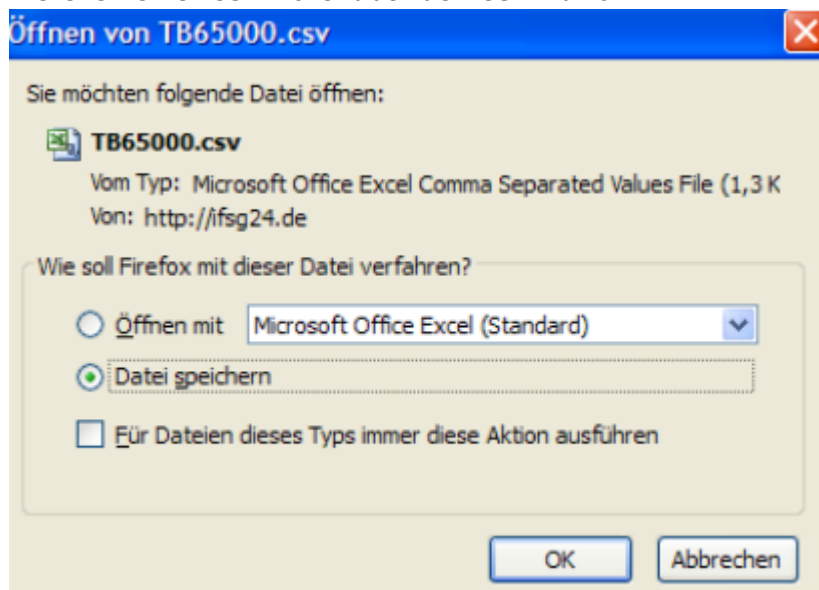 Öffnen von TB65000.csv
Sie möchten folgende Datei öffnen:
TB65000.csv
Vom Typ: Microsoft Office Excel Comma Separated Values File (1,3 K
Von: http://ifsg24.de
Wie soll Firefox mit dieser Datei verfahren?
Öffnen mit Microsoft Office Excel (Standard)
Datei speichern
Für Dateien dieses Typs immer diese Aktion ausführen
OK Abbrechen